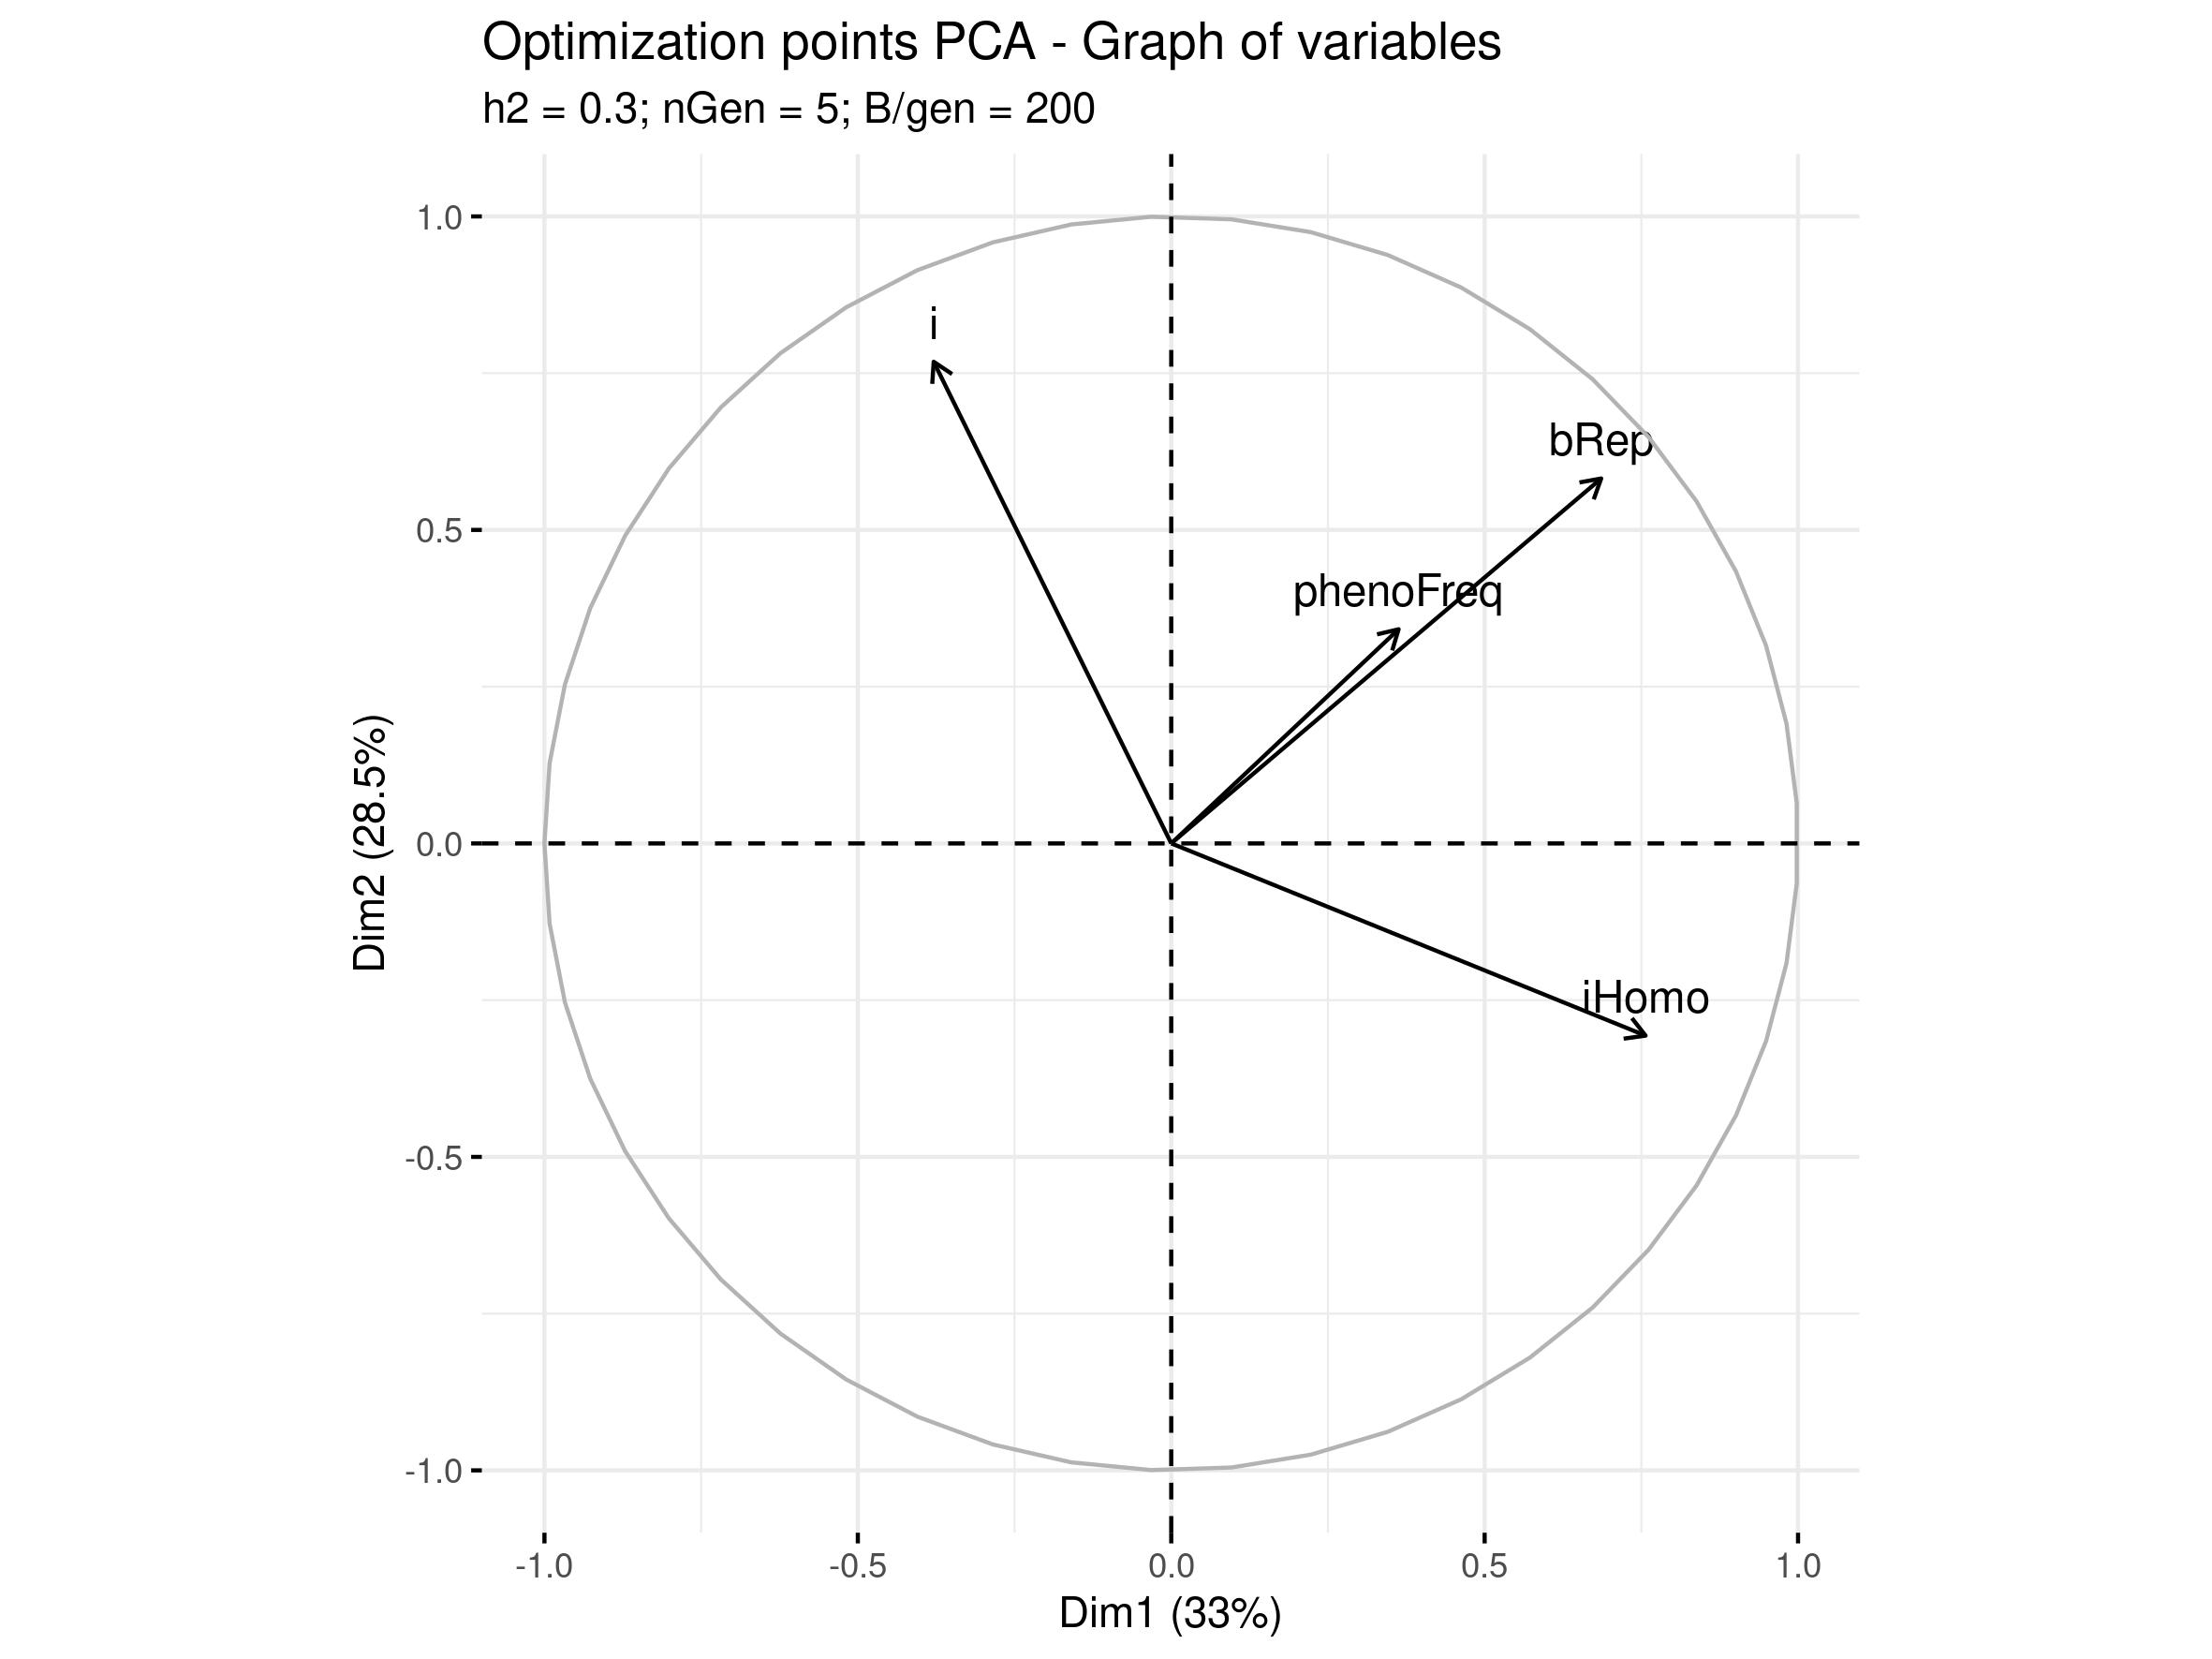 Optimization points PCA - Graph of variables
h2 = 0.3; nGen = 5; B/gen = 200
Dim2 (28.5%)
1.0
0.5
0.0
-0.5
-1.0
i
bRep
phenoFreq
iHomo
-1.0
-0.5
0.0
0.5
1.0
Dim1 (33%)